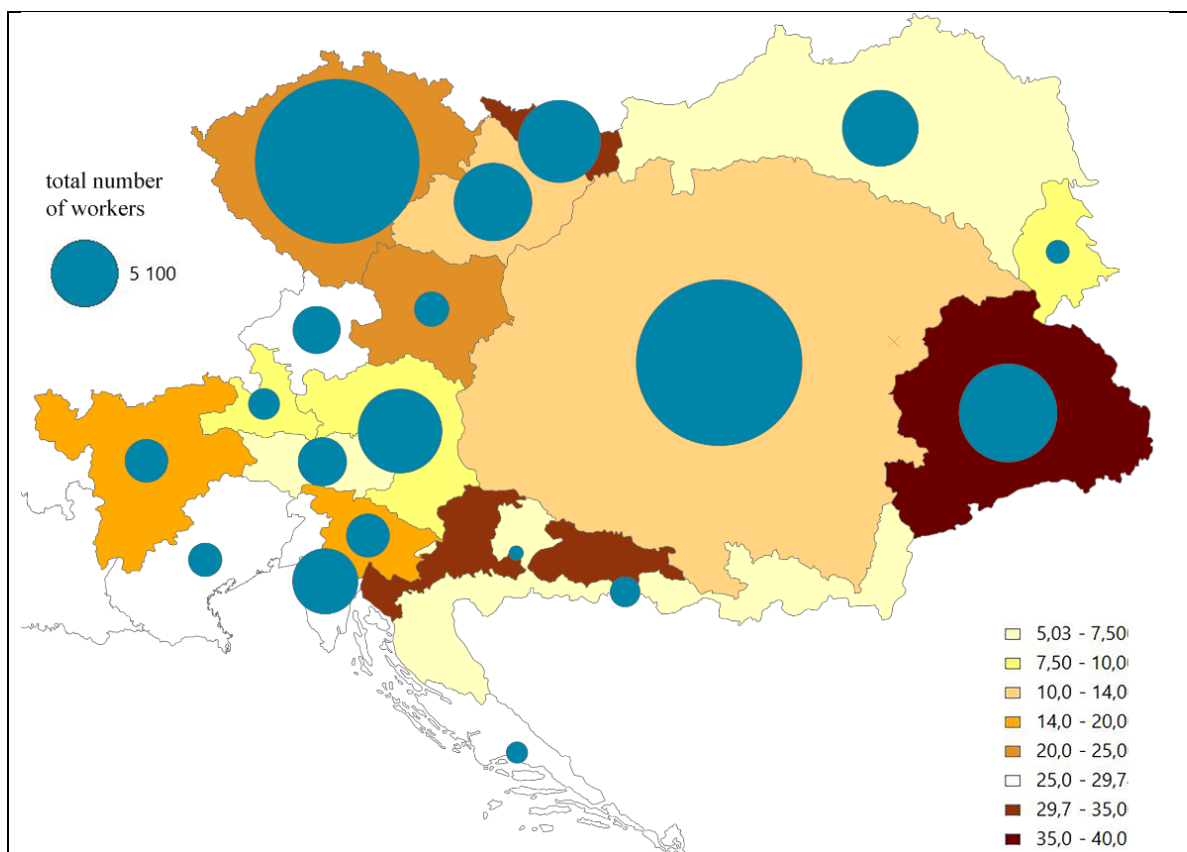 total number
of workers
5 100
5,03 - 7,50
7,50 - 10,0
10,0 - 14,0
14,0 - 20,0
20,0 - 25,0
25,0 - 29,7
29,7 - 35,0
35,0 - 40,0